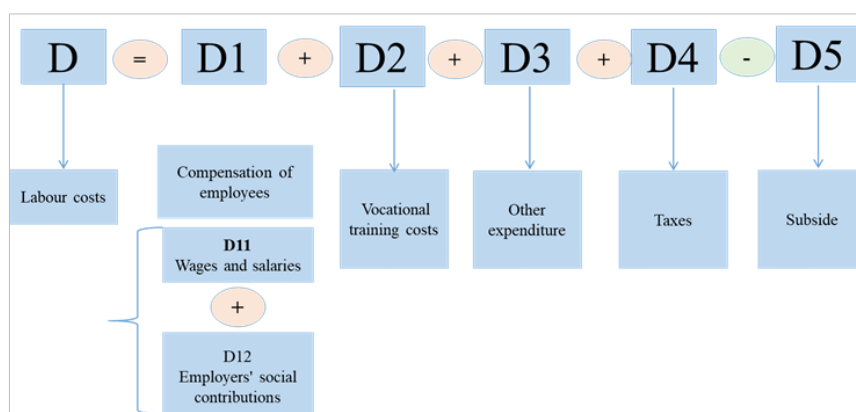 D = D1 + D2 + D3 + D4 - D5
Labour costs
Compensation of
employees
Vocational
training costs
Other
expenditure
Taxes
Subside
D11
Wages and salaries
+
D12
Employers' social
contributions